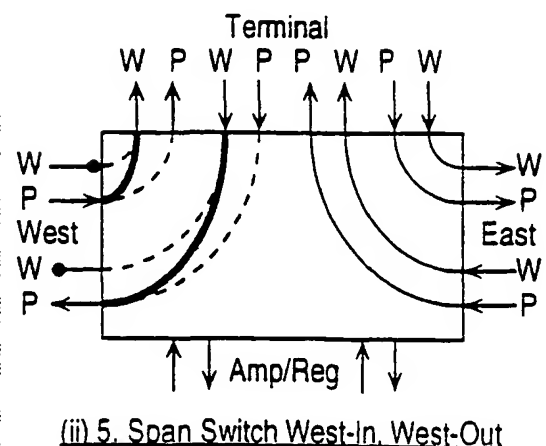 Terminal
W P W P P W P W
W W
P P
West East
W W
P P
Amp/Reg
(ii) 5. Span Switch West-In, West-Out